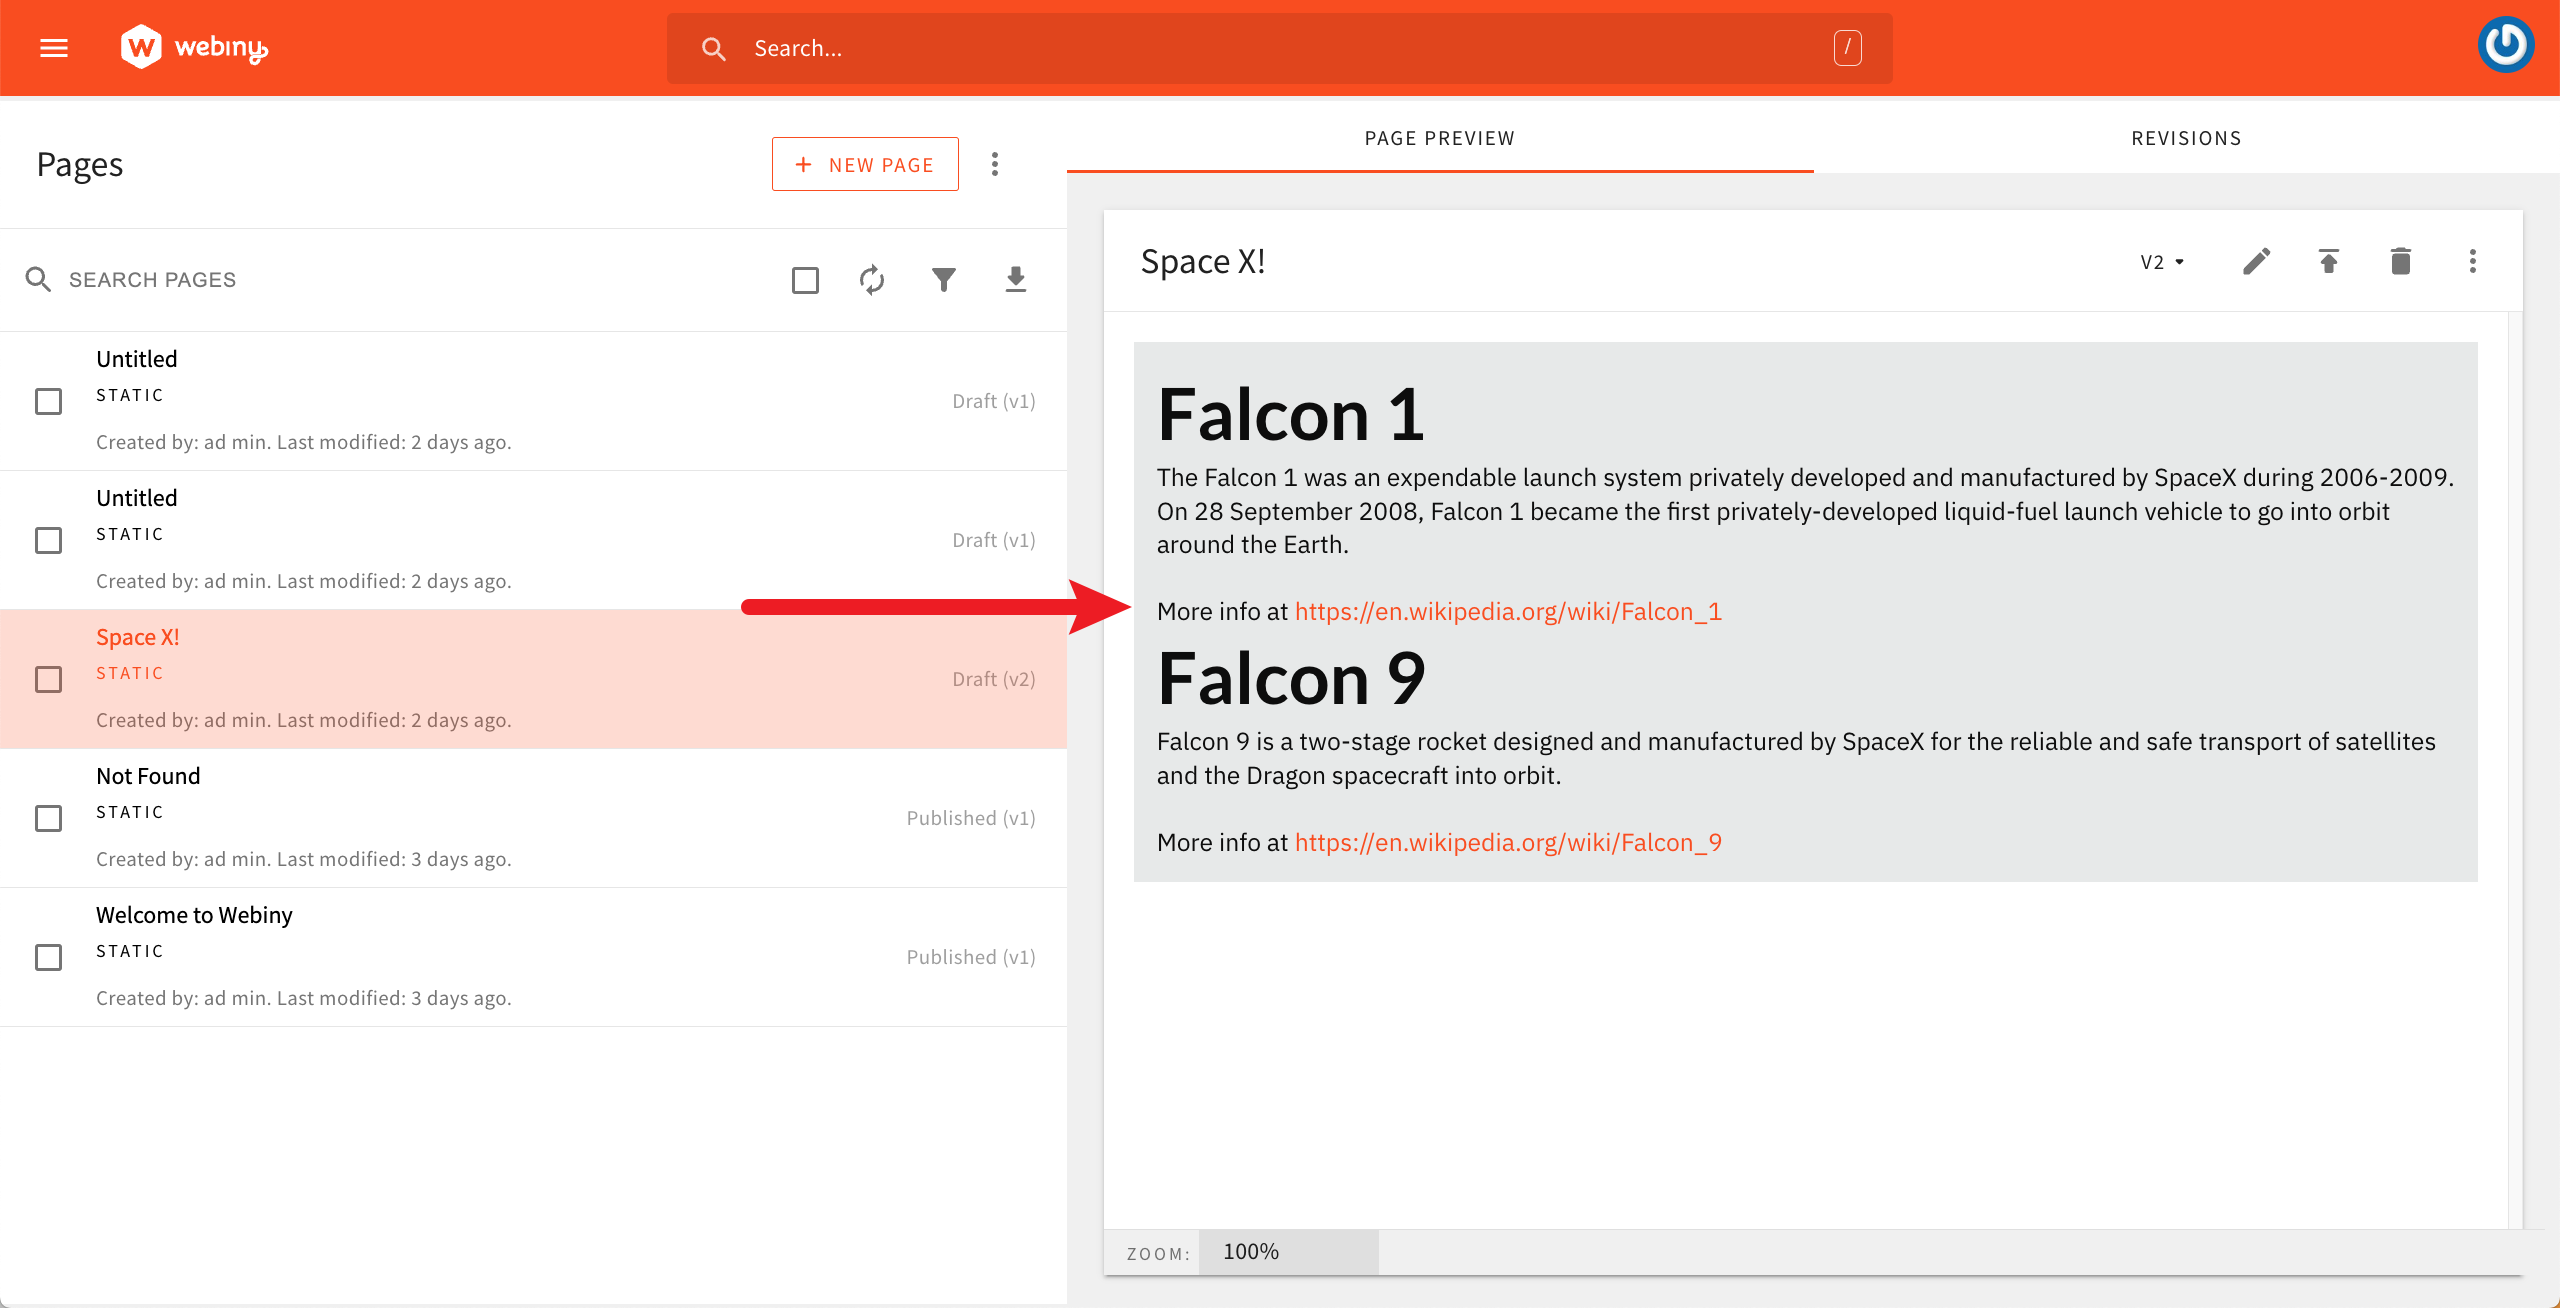 webiny
Search...
/
Pages
+ NEW PAGE
SEARCH PAGES
Untitled
STATIC
Draft (v1)
Created by: ad min. Last modified: 2 days ago.
Untitled
STATIC
Draft (v1)
Created by: ad min. Last modified: 2 days ago.
Space X!
STATIC
Draft (v2)
Created by: ad min. Last modified: 2 days ago.
Not Found
STATIC
Published (v1)
Created by: ad min. Last modified: 3 days ago.
Welcome to Webiny
STATIC
Published (v1)
Created by: ad min. Last modified: 3 days ago.
PAGE PREVIEW
REVISIONS
Space X!
V2
Falcon 1
The Falcon 1 was an expendable launch system privately developed and manufactured by SpaceX during 2006-2009.
On 28 September 2008, Falcon 1 became the first privately-developed liquid-fuel launch vehicle to go into orbit
around the Earth.
More info at https://en.wikipedia.org/wiki/Falcon_1
Falcon 9
Falcon 9 is a two-stage rocket designed and manufactured by SpaceX for the reliable and safe transport of satellites
and the Dragon spacecraft into orbit.
More info at https://en.wikipedia.org/wiki/Falcon_9
ZOOM:
100%